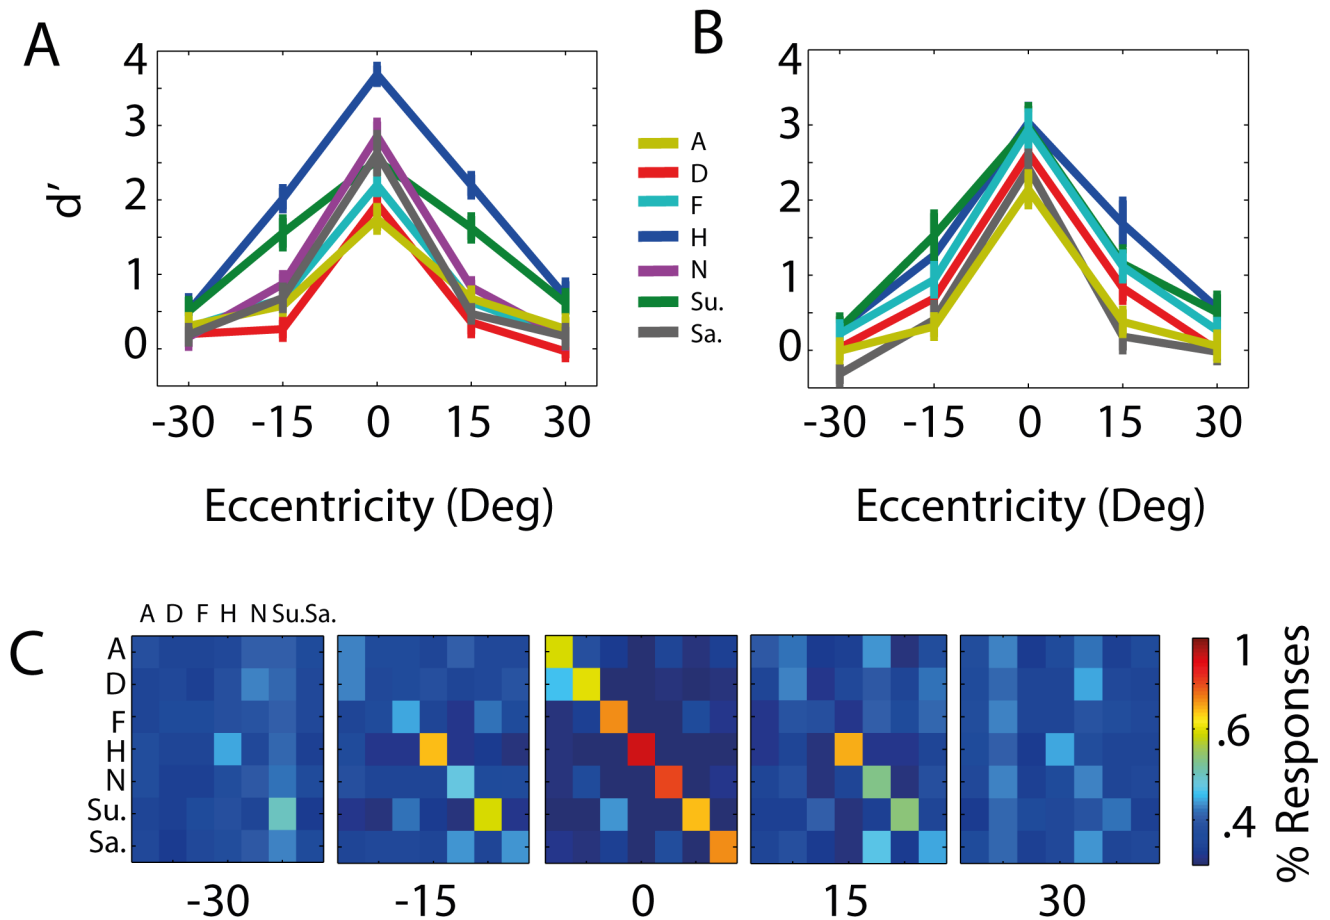 A
B
4
3
2
1
0
d′
-30 -15 0 15 30
Eccentricity (Deg)
A
D
F
H
N
Su.
Sa.
4
3
2
1
0
-30 -15 0 15 30
Eccentricity (Deg)
C
A D F H N Su. Sa.
A
D
F
H
N
Su.
Sa.
-30 -15 0 15 30
1
.6
.4
% Responses